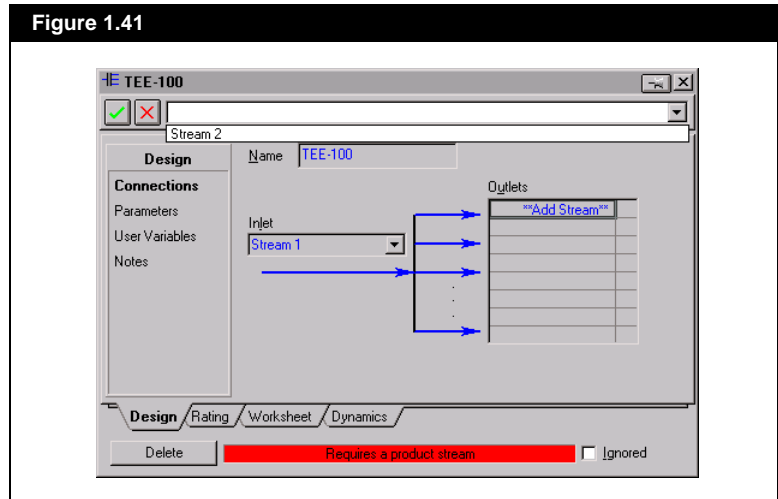 Figure 1.41
TEE-100
Stream 2
Design
Name TEE-100
Connections
Outlets
Parameters
**Add Stream**
Inlet
User Variables
Stream 1
Notes
.
.
.
Design Rating Worksheet Dynamics
Delete Requires a product stream Ignored